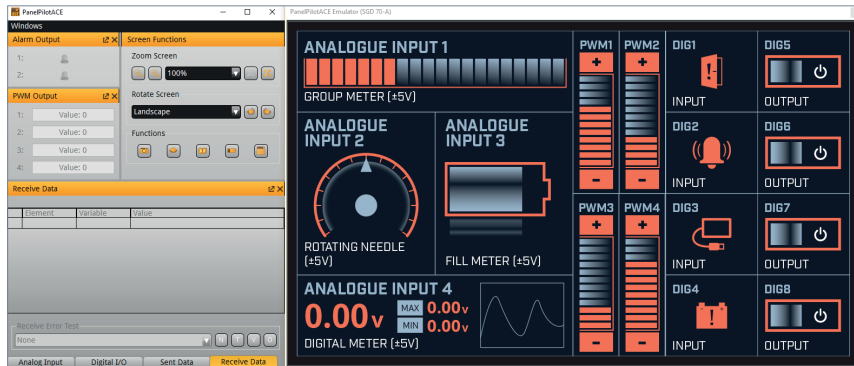 PanelPilotACE
Windows
Alarm Output
1:
2:
PWM Output
1: Value: 0
2: Value: 0
3: Value: 0
4: Value: 0
Screen Functions
Zoom Screen
100%
Rotate Screen
Landscape
Functions
Receive Data
Element Variable Value
Receive Error Test
None
N T V O
Analog Input Digital I/O Sent Data Receive Data
PanelPilotACE Emulator (SGD 70-A)
ANALOGUE INPUT 1
GROUP METER (±5V)
ANALOGUE
INPUT 2
ROTATING NEEDLE
(±5V)
ANALOGUE
INPUT 3
FILL METER (±5V)
ANALOGUE INPUT 4
0.00v
MAX 0.00v
MIN 0.00v
DIGITAL METER (±5V)
PWM1 PWM2
+ +
- -
PWM3 PWM4
+ +
- -
DIG1
INPUT
DIG5
OUTPUT
DIG2
INPUT
DIG6
OUTPUT
DIG3
INPUT
DIG7
OUTPUT
DIG4
INPUT
DIG8
OUTPUT